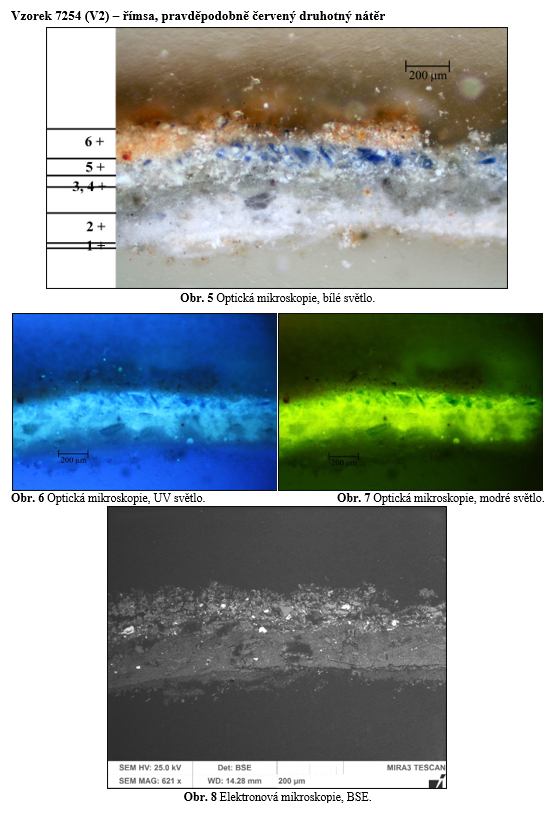 Vzorek 7254 (V2) – římsa, pravděpodobně červený druhotný nátěr
200 µm
6 +
5 +
3, 4 +
2 +
1 +
Obr. 5 Optická mikroskopie, bílé světlo.
200 µm
200 µm
Obr. 6 Optická mikroskopie, UV světlo.
Obr. 7 Optická mikroskopie, modré světlo.
SEM HV: 25.0 kV Det: BSE MIRA3 TESCAN
SEM MAG: 621 x WD: 14.28 mm 200 µm
Obr. 8 Elektronová mikroskopie, BSE.